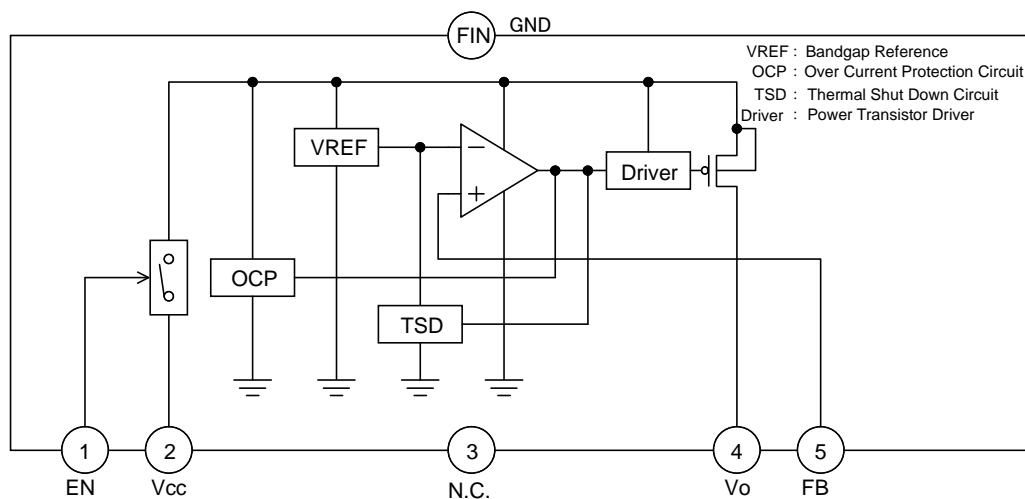 FIN GND
VREF : Bandgap Reference
OCP : Over Current Protection Circuit
TSD : Thermal Shut Down Circuit
Driver : Power Transistor Driver
VREF
−
+
Driver
OCP
TSD
1
2
3
4
5
EN
Vcc
N.C.
Vo
FB